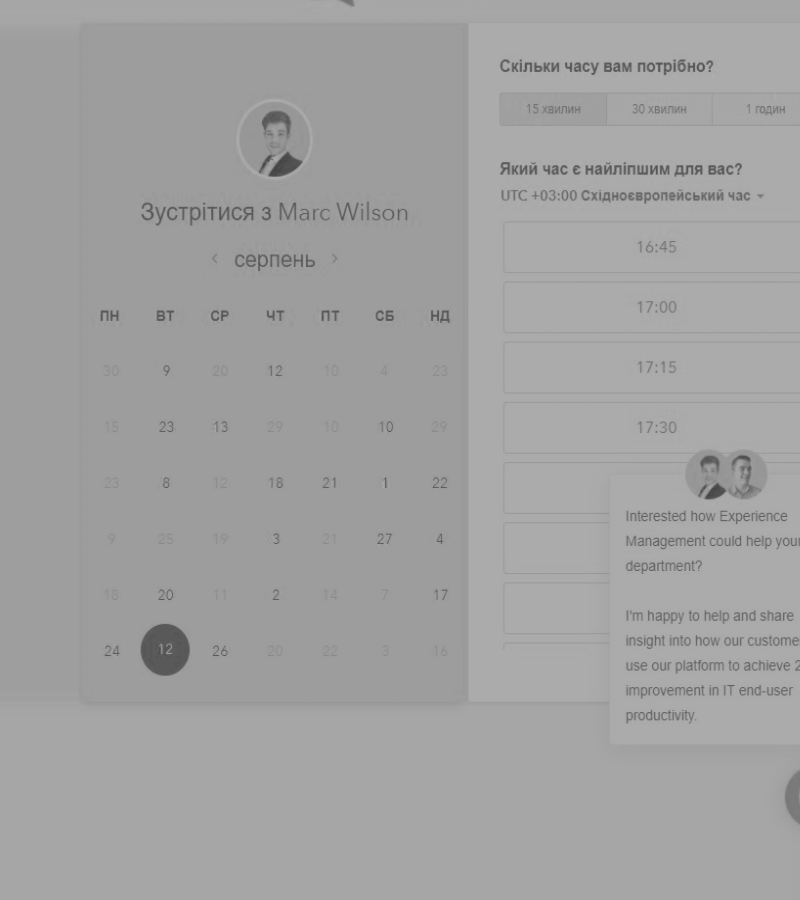 Зустрітися з Marc Wilson
серпень
ПН ВТ СР ЧТ ПТ СБ НД
30 9 20 12 10 4 23
15 23 13 29 10 10 29
23 8 12 18 21 1 22
9 25 19 3 21 27 4
18 20 11 2 14 7 17
24 12 26 20 22 3 16
Скільки часу вам потрібно?
15 хвилин 30 хвилин 1 годин
Який час є найліпшим для вас?
UTC +03:00 Східноєвропейський час
16:45
17:00
17:15
17:30
Interested how Experience
Management could help your
department?
I'm happy to help and share
insight into how our custome
use our platform to achieve 2
improvement in IT end-user
productivity.